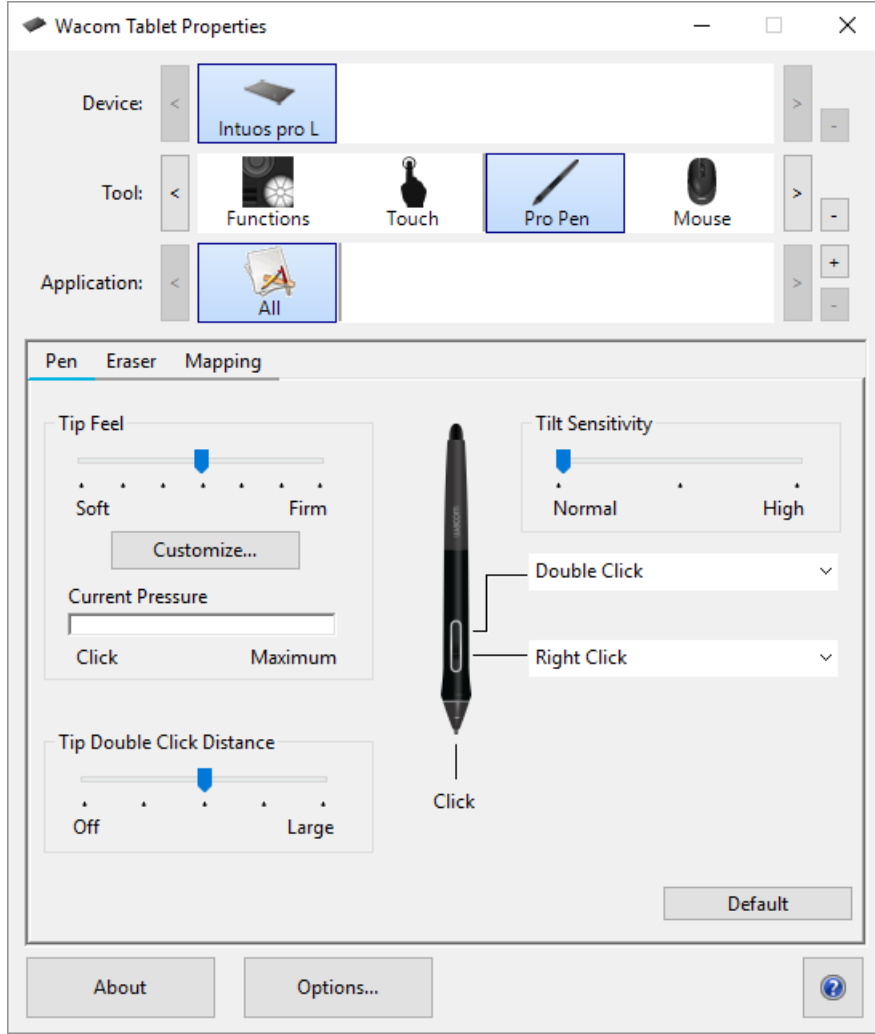 Wacom Tablet Properties
Device:
<
Intuos pro L
>
-
Tool:
<
Functions
Touch
Pro Pen
Mouse
>
-
Application:
<
All
>
+
-
Pen Eraser Mapping
Tip Feel
Soft Firm
Customize...
Current Pressure
Click Maximum
Tip Double Click Distance
Off Large
wacom
Click
Tilt Sensitivity
Normal High
Double Click
Right Click
Default
About
Options...
?